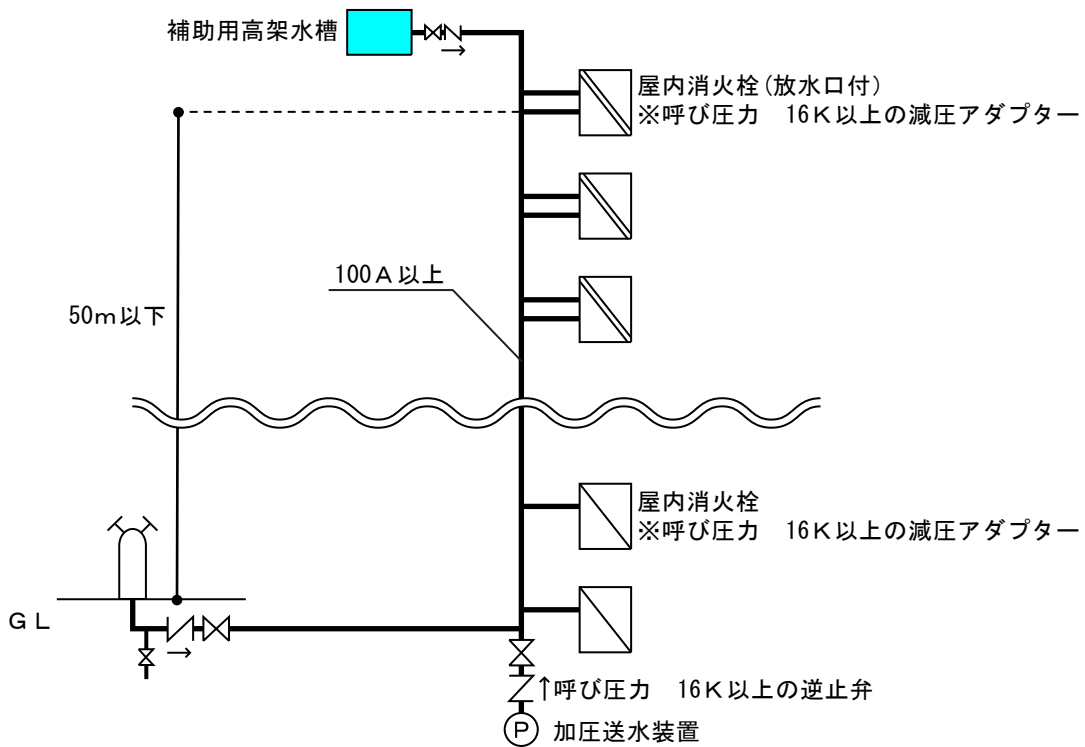 補助用高架水槽
屋内消火栓(放水口付)
※呼び圧力　16K以上の減圧アダプター
100A以上
50m以下
屋内消火栓
※呼び圧力　16K以上の減圧アダプター
GL
↑呼び圧力　16K以上の逆止弁
P 加圧送水装置